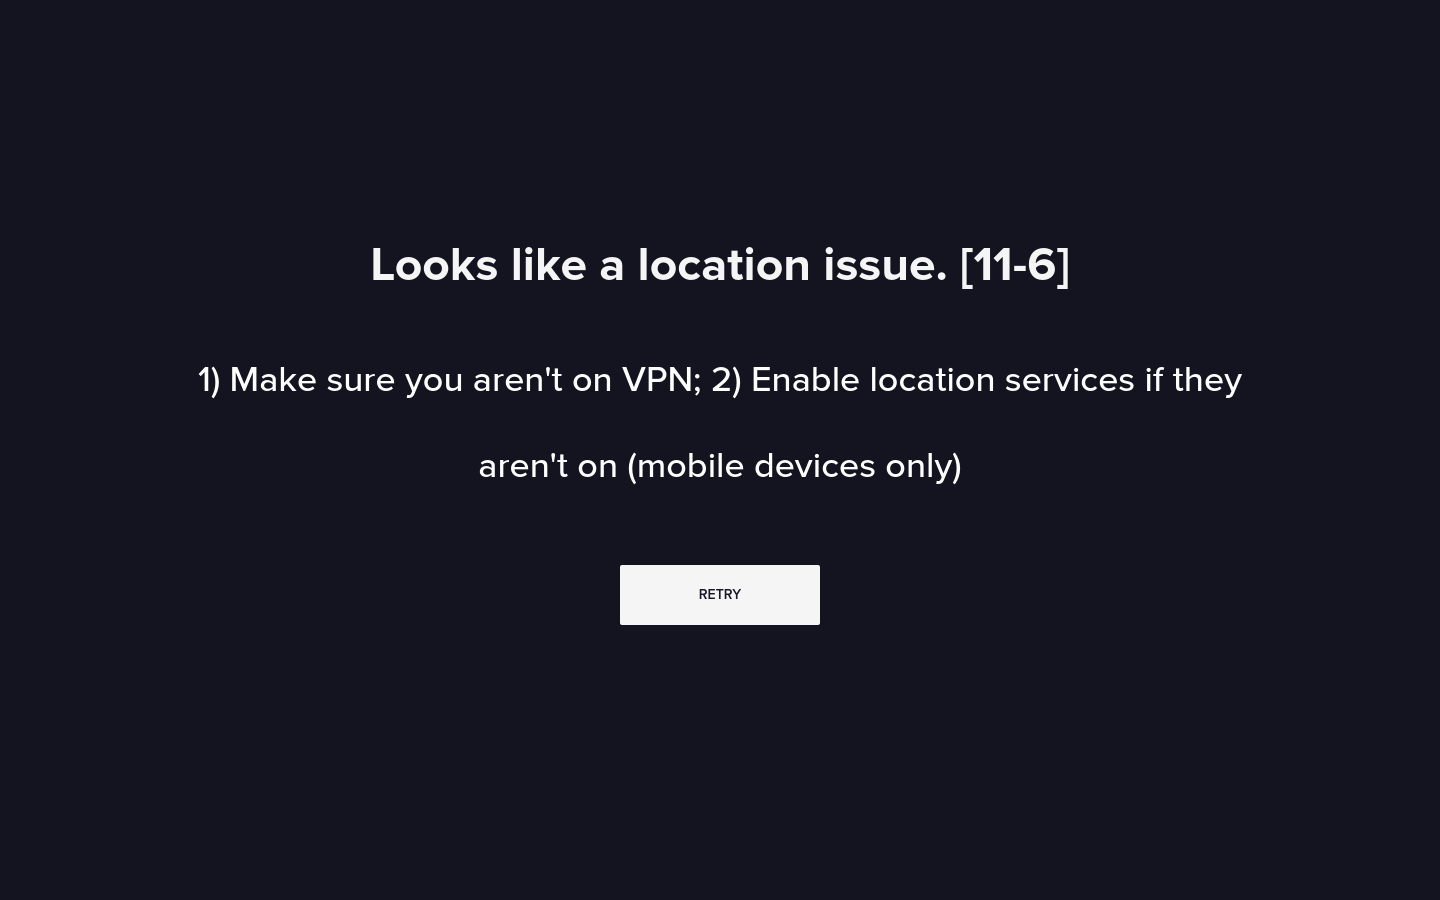 Looks like a location issue. [11-6]
1) Make sure you aren't on VPN; 2) Enable location services if they
aren't on (mobile devices only)
RETRY